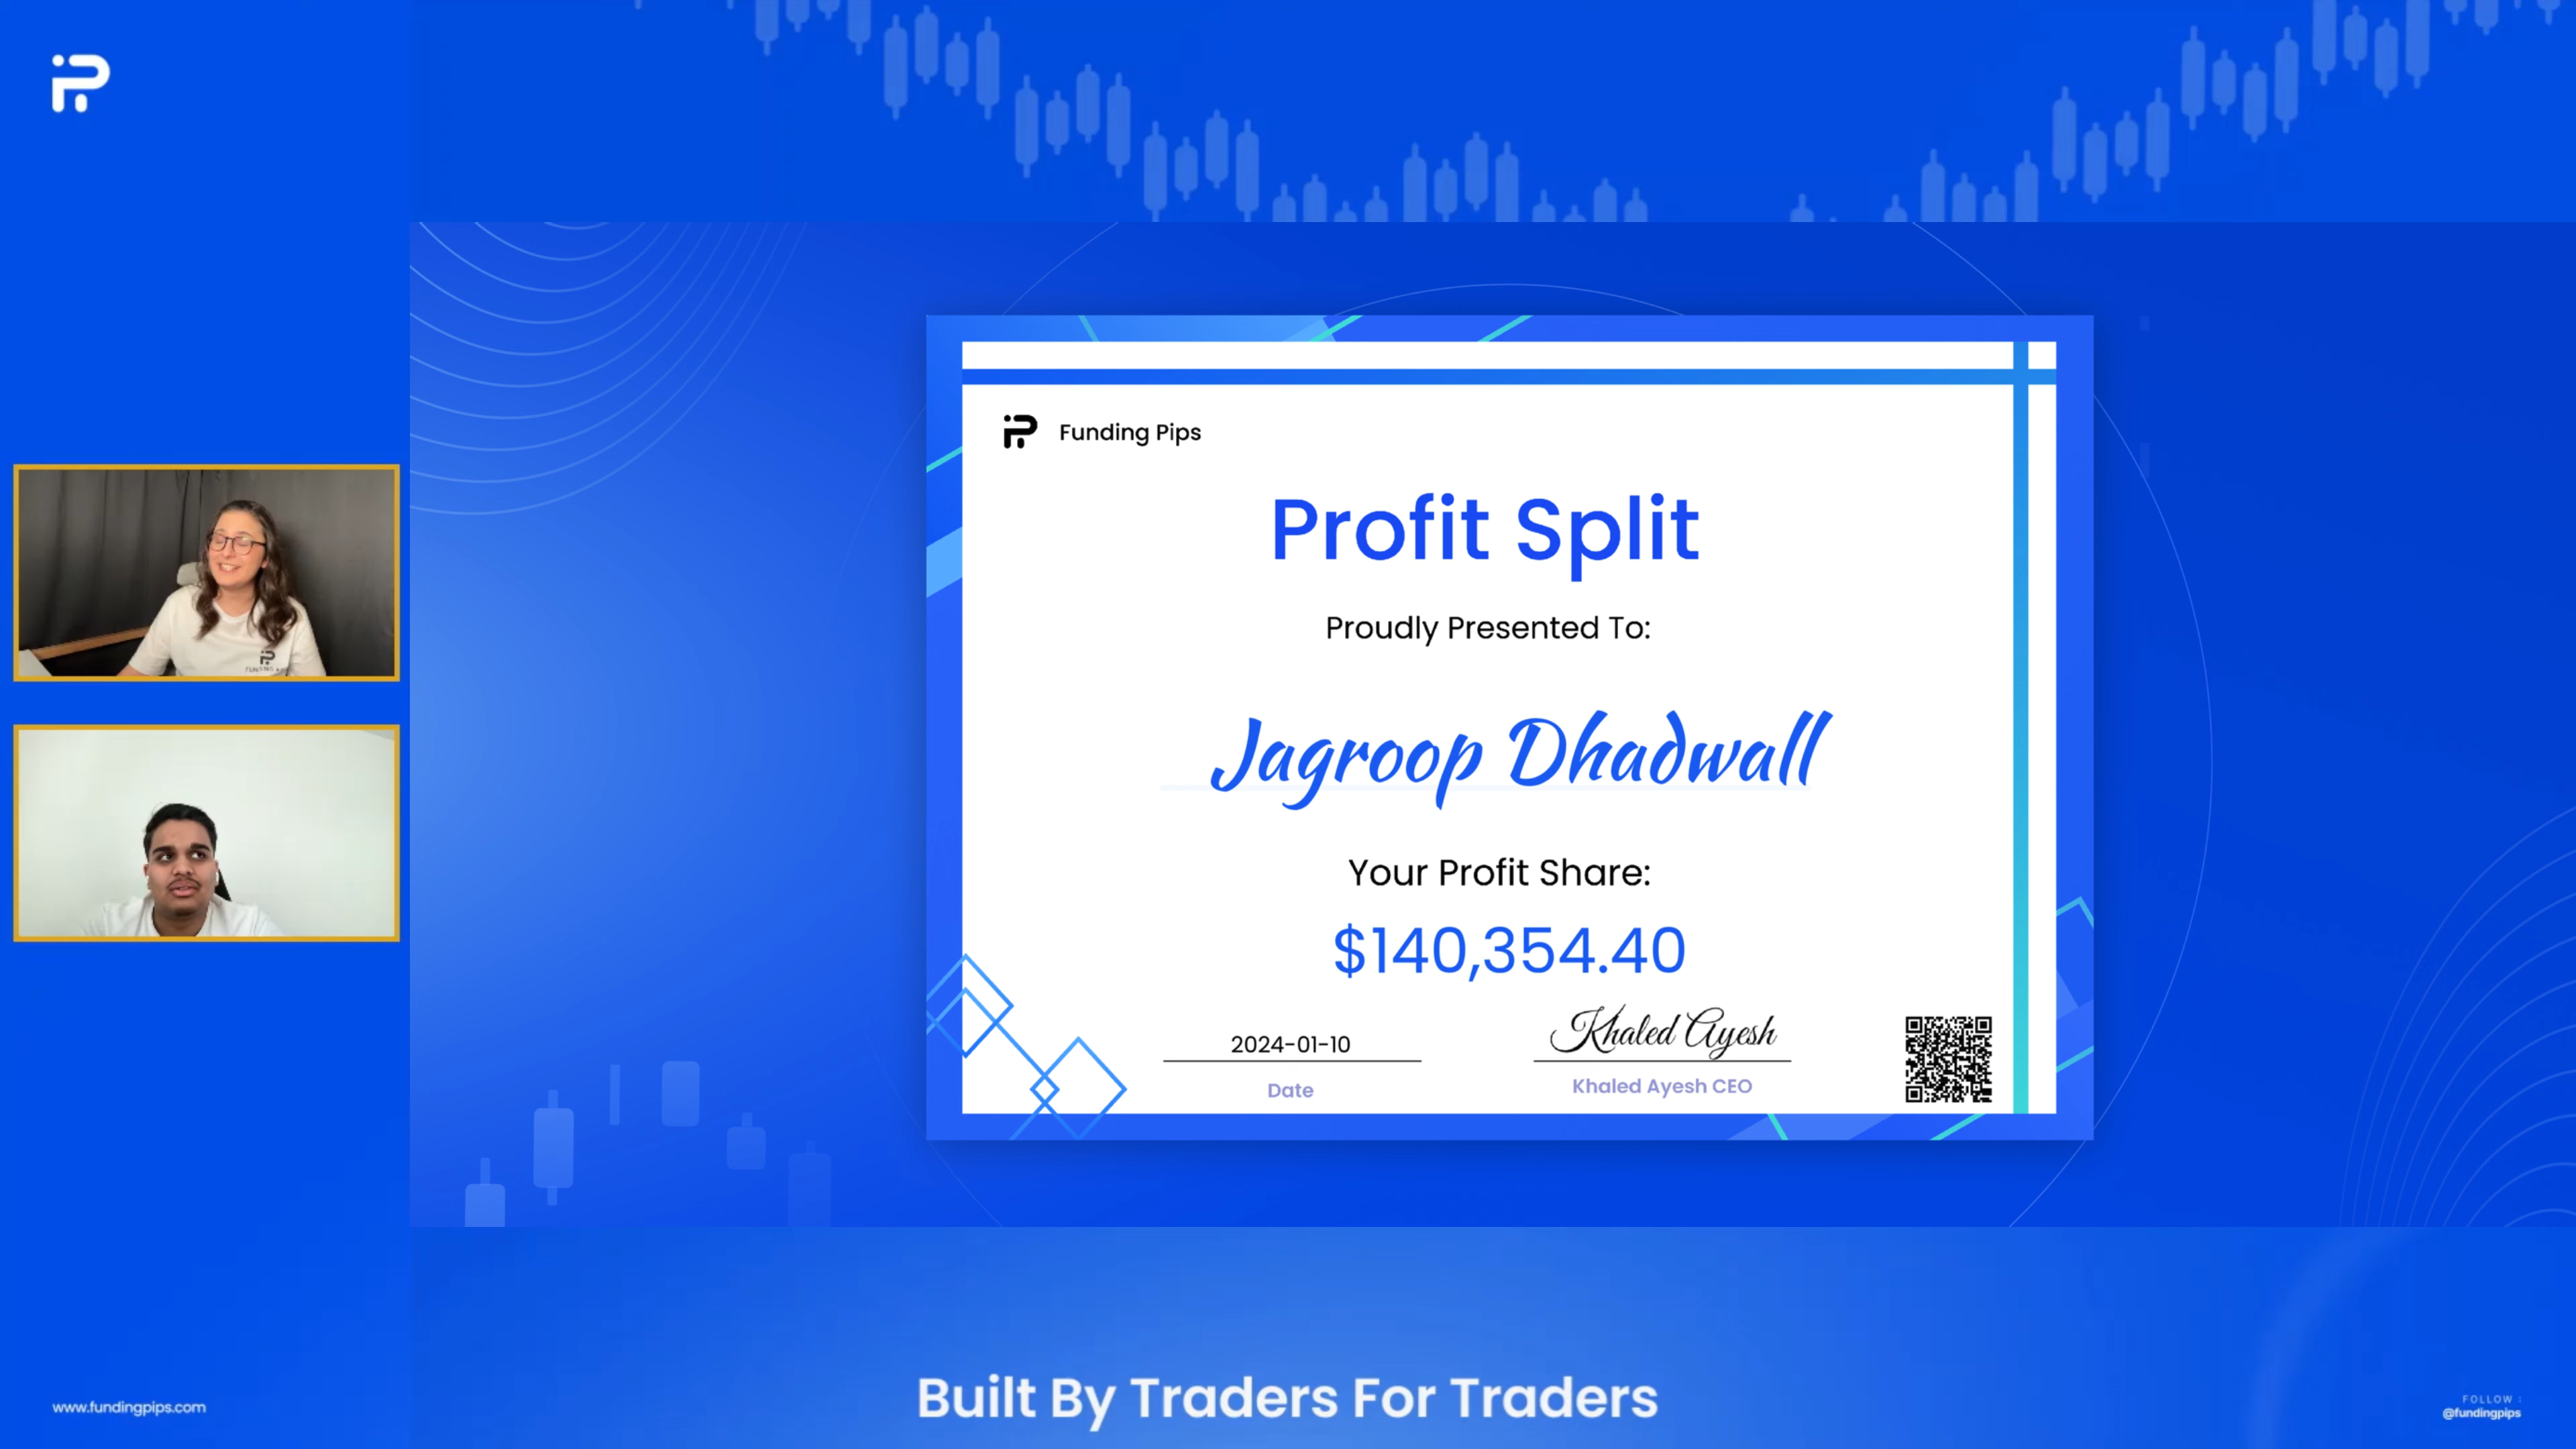 Funding Pips
Profit Split
Proudly Presented To:
Jagroop Dhadwall
Your Profit Share:
$140,354.40
2024-01-10
Date
Khaled Ayesh
Khaled Ayesh CEO
Built By Traders For Traders
www.fundingpips.com
FOLLOW :
@fundingpips